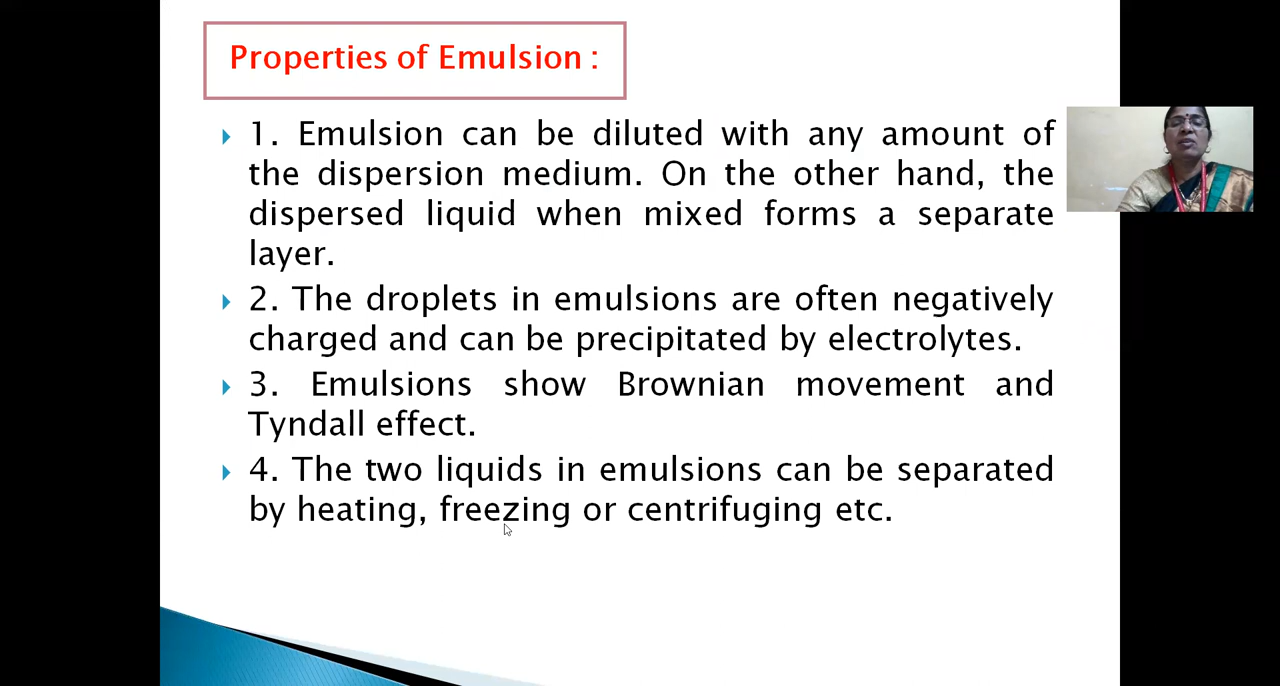 Properties of Emulsion :
1. Emulsion can be diluted with any amount of
the dispersion medium. On the other hand, the
dispersed liquid when mixed forms a separate
layer.
2. The droplets in emulsions are often negatively
charged and can be precipitated by electrolytes.
3. Emulsions show Brownian movement and
Tyndall effect.
4. The two liquids in emulsions can be separated
by heating, freezing or centrifuging etc.